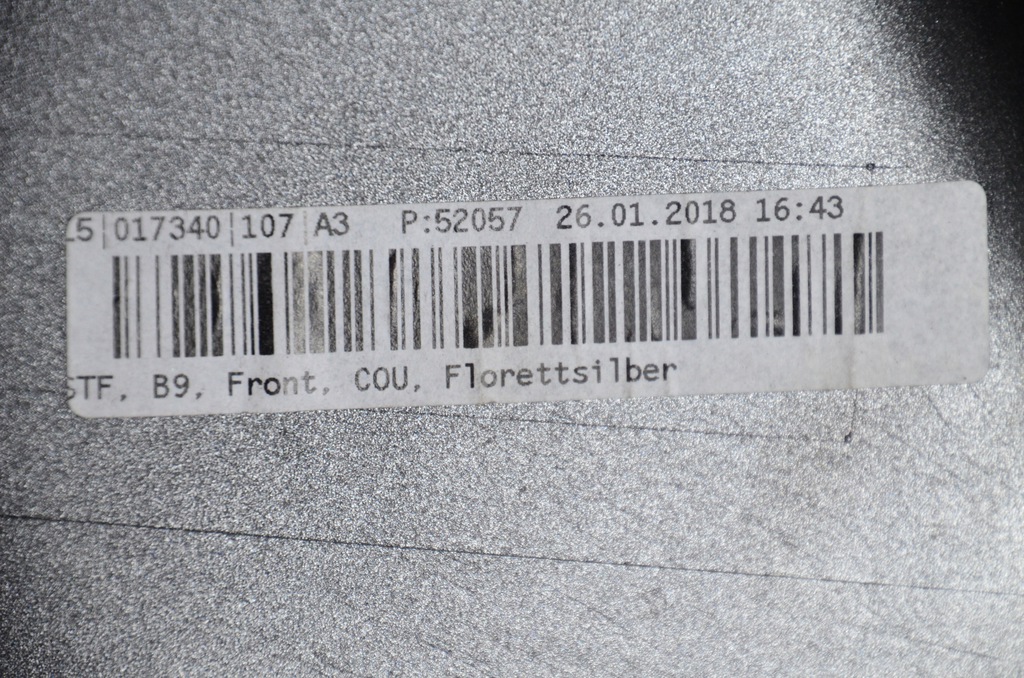 L5|017340|107|A3 P:52057 26.01.2018 16:43
STF, B9, Front, COU, Florettsilber